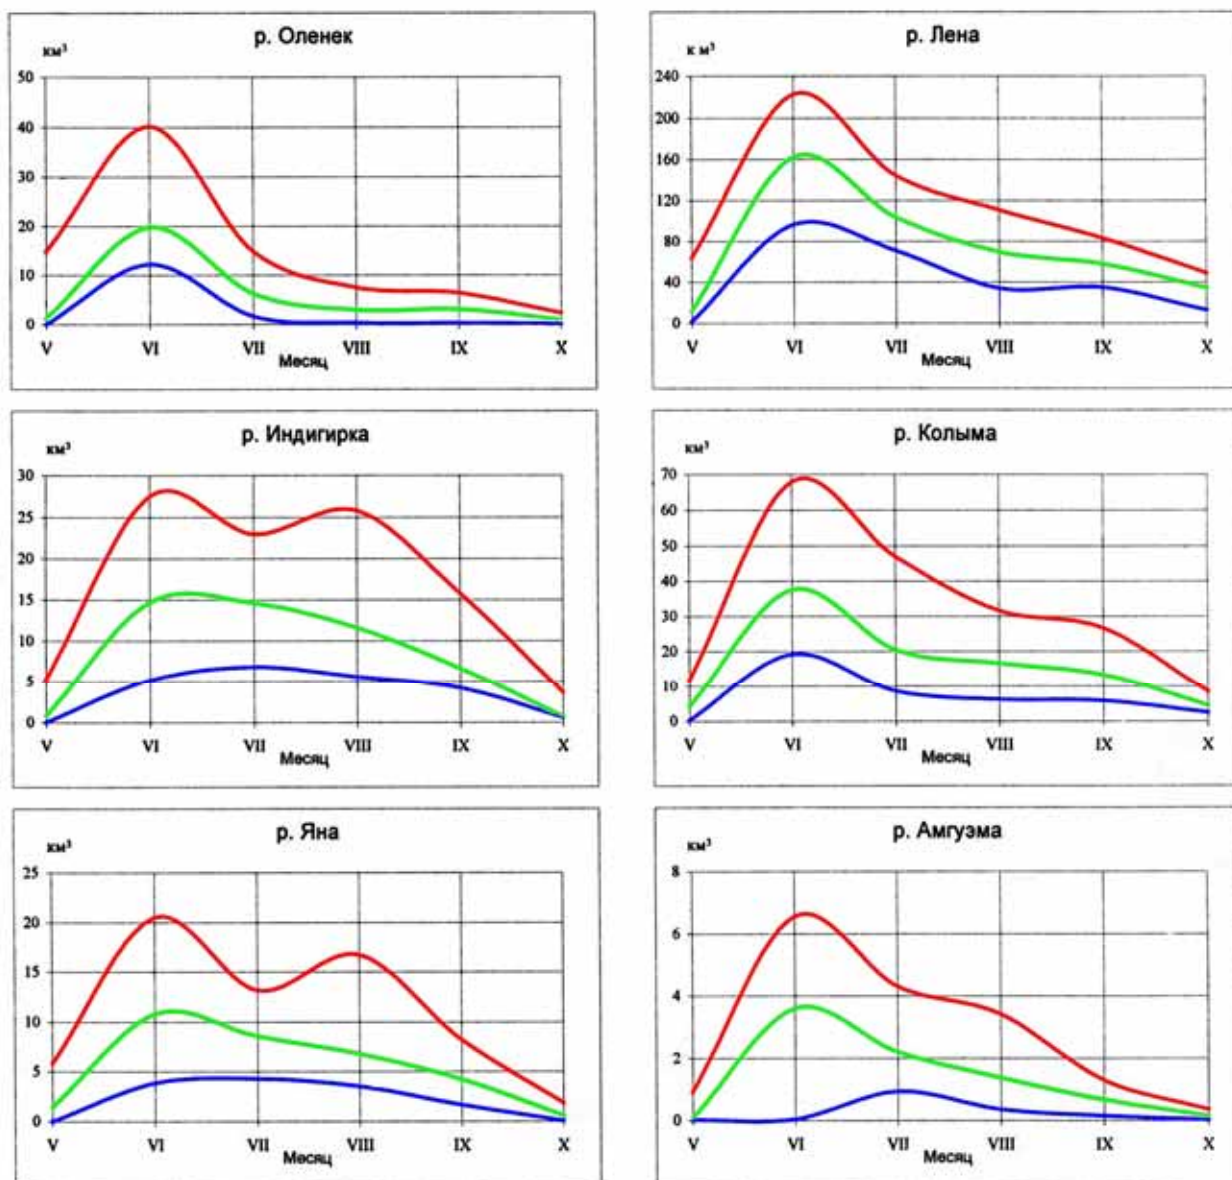 р. Оленек
км³
50
40
30
20
10
0
V VI VII VIII IX X
Месяц
р. Лена
к м³
240
200
160
120
80
40
0
V VI VII VIII IX X
Месяц
р. Индигирка
км³
30
25
20
15
10
5
0
V VI VII VIII IX X
Месяц
р. Колыма
км³
70
60
50
40
30
20
10
0
V VI VII VIII IX X
Месяц
р. Яна
км³
25
20
15
10
5
0
V VI VII VIII IX X
Месяц
р. Амгуэма
км³
8
6
4
2
0
V VI VII VIII IX X
Месяц